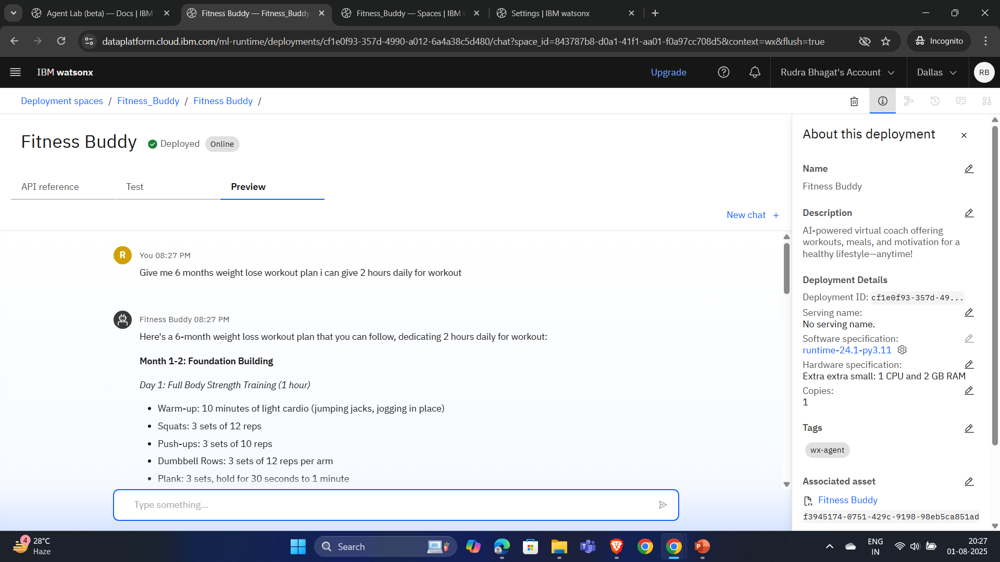 Agent Lab (beta) — Docs | IBM
Fitness Buddy — Fitness_Buddy
Fitness_Buddy — Spaces | IBM w
Settings | IBM watsonx
dataplatform.cloud.ibm.com/ml-runtime/deployments/cf1e0f93-357d-4990-a012-6a4a38c5d480/chat?space_id=843787b8-d0a1-41f1-aa01-f0a97cc708d5&context=wx&flush=true
Incognito
IBM watsonx
Upgrade
Rudra Bhagat's Account
Dallas
RB
Deployment spaces / Fitness_Buddy / Fitness Buddy /
Fitness Buddy
Deployed
Online
API reference
Test
Preview
New chat +
R
You 08:27 PM
Give me 6 months weight lose workout plan i can give 2 hours daily for workout
Fitness Buddy 08:27 PM
Here's a 6-month weight loss workout plan that you can follow, dedicating 2 hours daily for workout:
Month 1-2: Foundation Building
Day 1: Full Body Strength Training (1 hour)
• Warm-up: 10 minutes of light cardio (jumping jacks, jogging in place)
• Squats: 3 sets of 12 reps
• Push-ups: 3 sets of 10 reps
• Dumbbell Rows: 3 sets of 12 reps per arm
• Plank: 3 sets, hold for 30 seconds to 1 minute
Type something...
About this deployment
Name
Fitness Buddy
Description
AI-powered virtual coach offering
workouts, meals, and motivation for a
healthy lifestyle—anytime!
Deployment Details
Deployment ID: cf1e0f93-357d-49...
Serving name:
No serving name.
Software specification:
runtime-24.1-py3.11
Hardware specification:
Extra extra small: 1 CPU and 2 GB RAM
Copies:
1
Tags
wx-agent
Associated asset
Fitness Buddy
f3945174-0751-429c-9198-98eb5ca851ad
4
28°C
Haze
Search
ENG
IN
20:27
01-08-2025